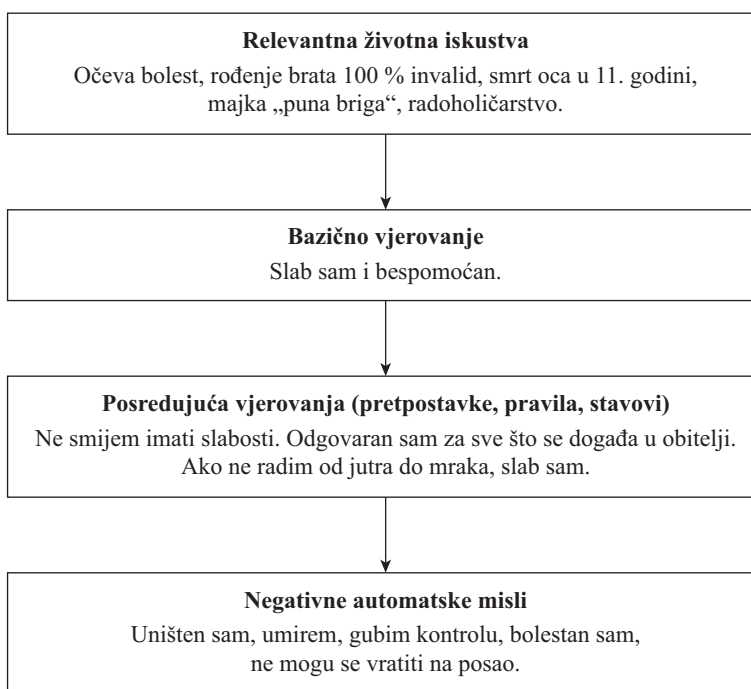 Relevantna životna iskustva
Očeva bolest, rođenje brata 100 % invalid, smrt oca u 11. godini,
majka „puna briga“, radoholičarstvo.
Bazično vjerovanje
Slab sam i bespomoćan.
Posredujuća vjerovanja (pretpostavke, pravila, stavovi)
Ne smijem imati slabosti. Odgovaran sam za sve što se događa u obitelji.
Ako ne radim od jutra do mraka, slab sam.
Negativne automatske misli
Uništen sam, umirem, gubim kontrolu, bolestan sam,
ne mogu se vratiti na posao.